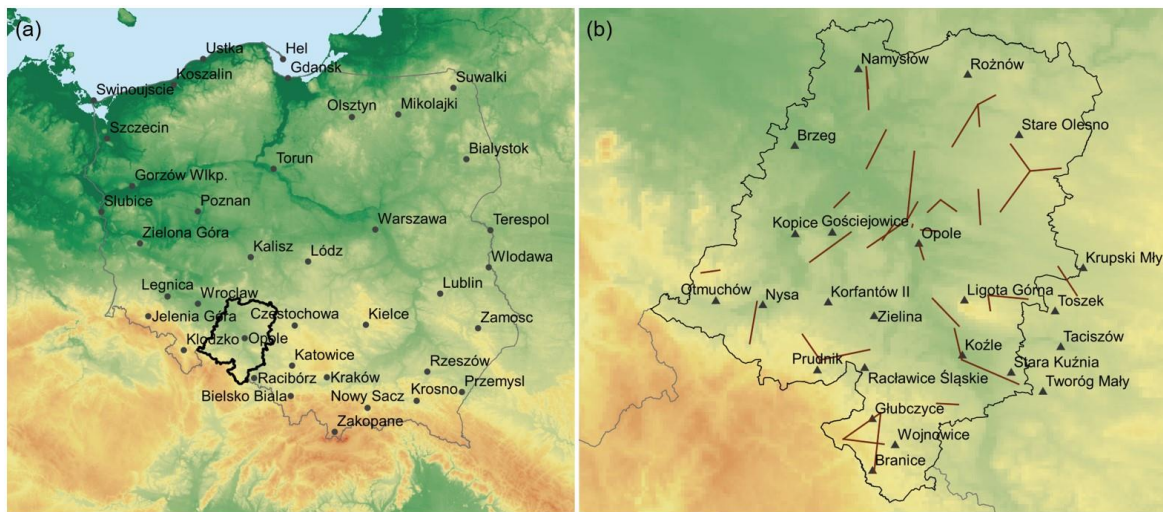 (a)
Ustka
Hel
Koszalin
Gdańsk
Swinoujscie
Suwalki
Olsztyn
Mikolajki
Szczecin
Bialystok
Torun
Gorzów Wlkp.
Slubice
Poznan
Warszawa
Terespol
Zielona Góra
Kalisz
Lódz
Wlodawa
Legnica
Wroclaw
Lublin
Jelenia Góra
Czestochowa
Kielce
Zamosc
Klodzko
Opole
Katowice
Rzeszów
Racibórz
Kraków
Krosno
Przemysl
Bielsko Biala
Nowy Sacz
Zakopane
(b)
Namysłów
Rożnów
Stare Olesno
Brzeg
Kopice
Gościejowice
Opole
Krupski Mły
Otmuchów
Nysa
Korfantów II
Ligota Górna
Toszek
Zielina
Taciszów
Koźle
Prudnik
Stara Kuźnia
Racławice Śląskie
Tworóg Mały
Głubczyce
Wojnowice
Branice